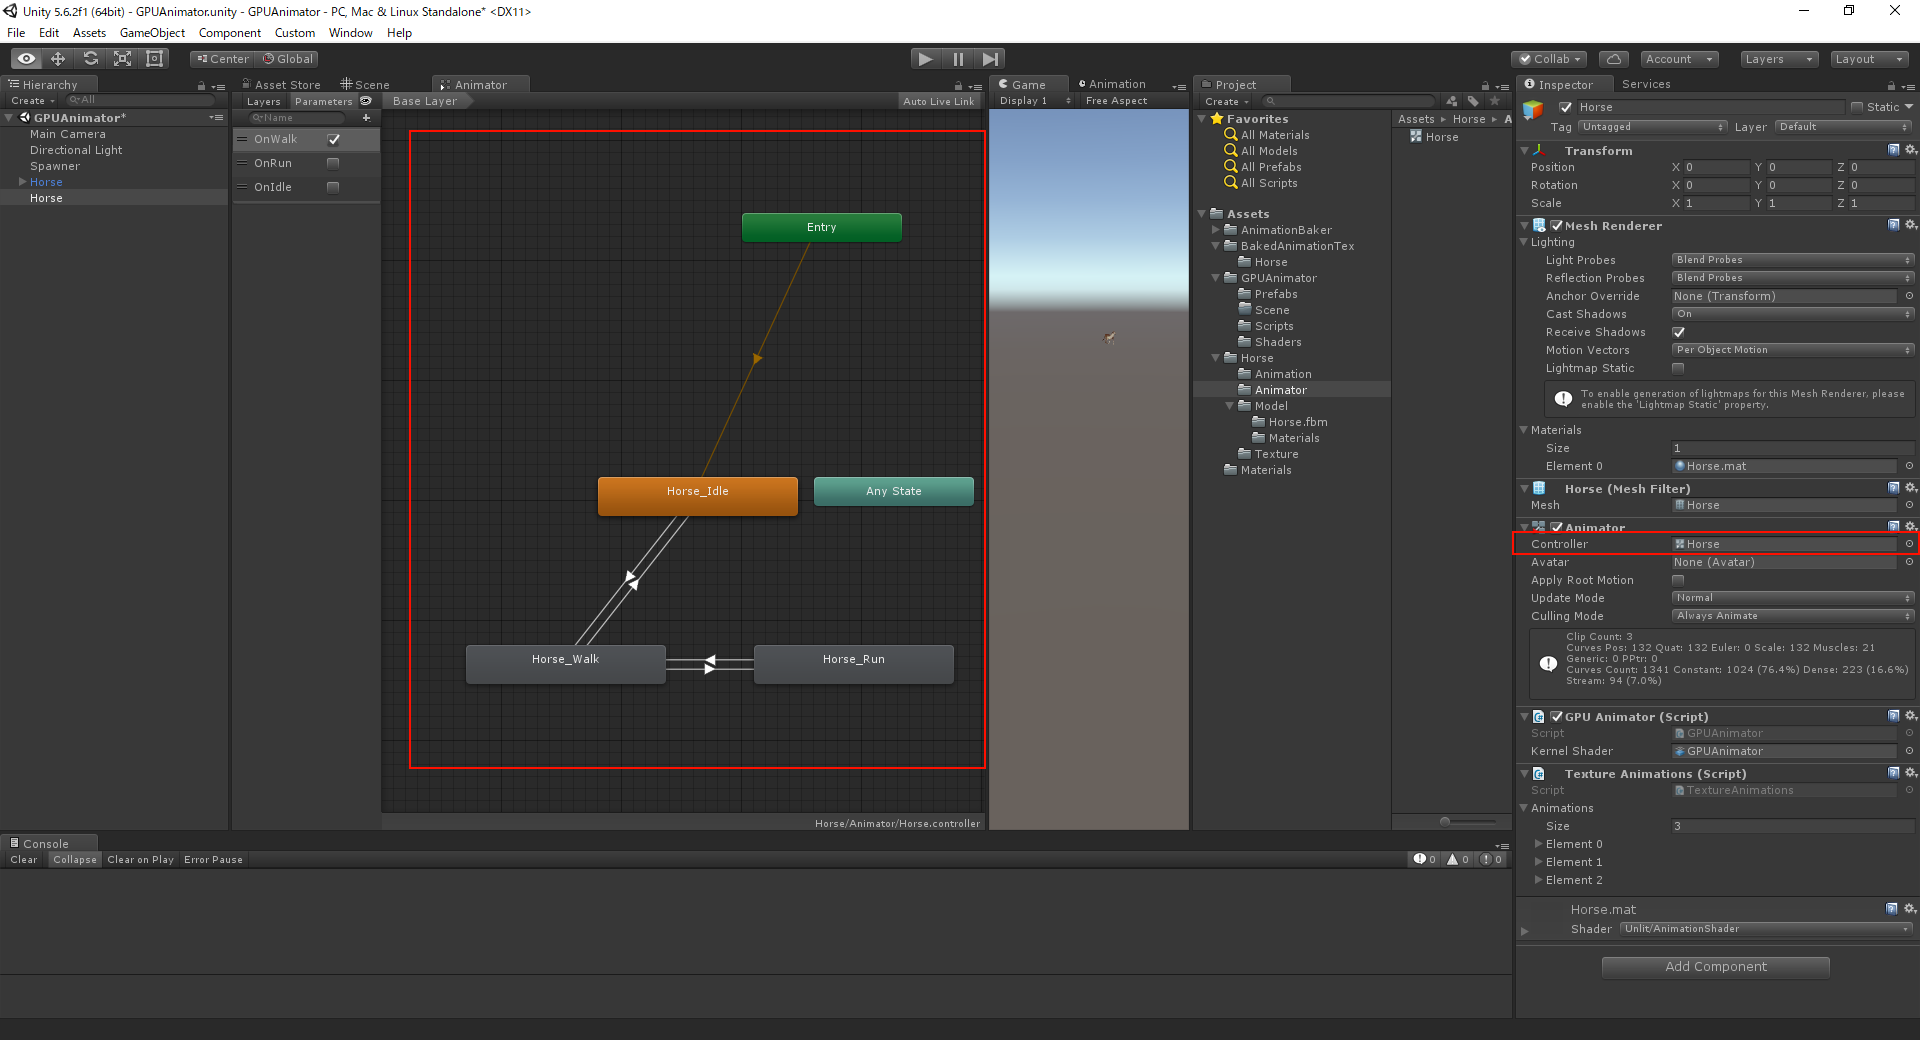 Unity 5.6.2f1 (64bit) - GPUAnimator.unity - GPUAnimator - PC, Mac & Linux Standalone* <DX11>
File Edit Assets GameObject Component Custom Window Help
Center Global
Collab Account Layers Layout
Hierarchy
Create All
GPUAnimator*
Main Camera
Directional Light
Spawner
Horse
Horse
Asset Store Scene Animator
Layers Parameters Base Layer Auto Live Link
Name
OnWalk
OnRun
OnIdle
Entry
Horse_Idle
Any State
Horse_Walk
Horse_Run
Horse/Animator/Horse.controller
Game Animation
Display 1 Free Aspect
Project
Create
Favorites
All Materials
All Models
All Prefabs
All Scripts
Assets
AnimationBaker
BakedAnimationTex
Horse
GPUAnimator
Prefabs
Scene
Scripts
Shaders
Horse
Animation
Animator
Model
Horse.fbm
Materials
Texture
Materials
Assets Horse A
Horse
Inspector Services
Horse Static
Tag Untagged Layer Default
Transform
Position X 0 Y 0 Z 0
Rotation X 0 Y 0 Z 0
Scale X 1 Y 1 Z 1
Mesh Renderer
Lighting
Light Probes Blend Probes
Reflection Probes Blend Probes
Anchor Override None (Transform)
Cast Shadows On
Receive Shadows
Motion Vectors Per Object Motion
Lightmap Static
To enable generation of lightmaps for this Mesh Renderer, please
enable the 'Lightmap Static' property.
Materials
Size 1
Element 0 Horse.mat
Horse (Mesh Filter)
Mesh Horse
Animator
Controller Horse
Avatar None (Avatar)
Apply Root Motion
Update Mode Normal
Culling Mode Always Animate
Clip Count: 3
Curves Pos: 132 Quat: 132 Euler: 0 Scale: 132 Muscles: 21
Generic: 0 PPtr: 0
Curves Count: 1341 Constant: 1024 (76.4%) Dense: 223 (16.6%)
Stream: 94 (7.0%)
GPU Animator (Script)
Script GPUAnimator
Kernel Shader GPUAnimator
Texture Animations (Script)
Script TextureAnimations
Animations
Size 3
Element 0
Element 1
Element 2
Horse.mat
Shader Unlit/AnimationShader
Add Component
Console
Clear Collapse Clear on Play Error Pause
0 0 0